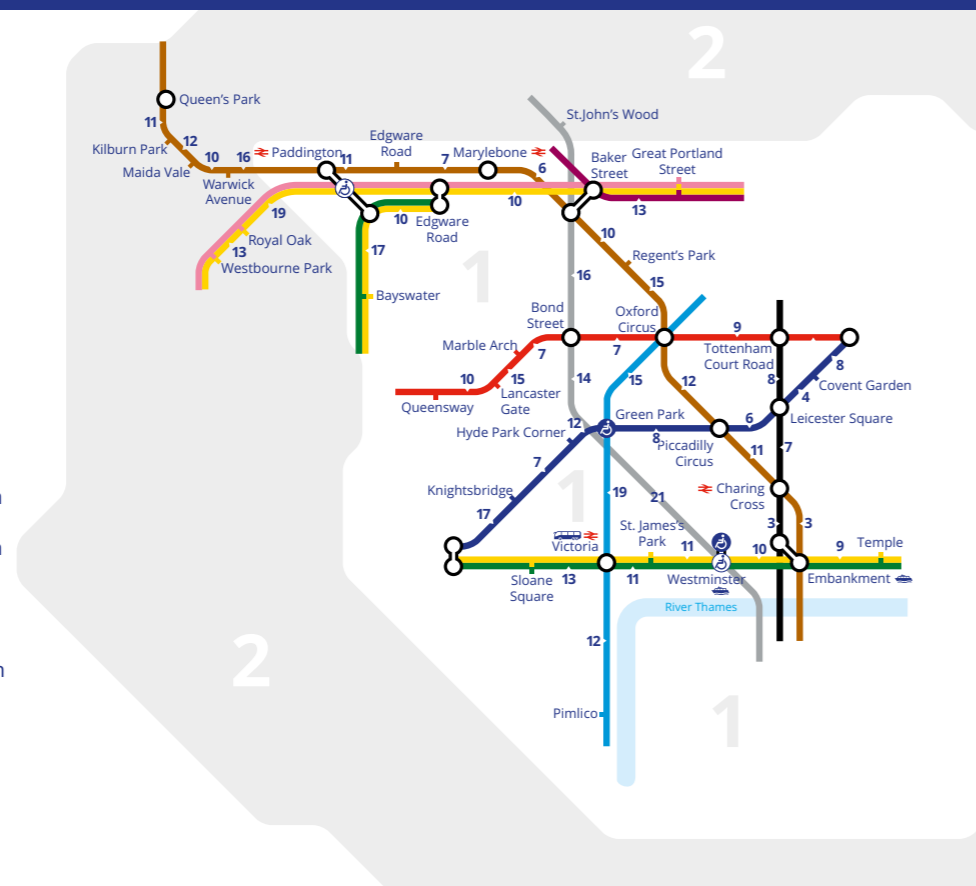 2
Queen's Park
St.John's Wood
11
Kilburn Park
12
Edgware
Road
Maida Vale
10
16
Paddington
11
7
Marylebone
Baker
Street
Great Portland
Street
Warwick
Avenue
6
19
10
13
10
Edgware
Road
Royal Oak
13
Westbourne Park
17
10
Regent's Park
1
16
15
Bayswater
Bond
Street
Oxford
Circus
9
Marble Arch
7
7
Tottenham
Court Road
8
10
15
14
15
12
8
Covent Garden
4
Queensway
Lancaster
Gate
12
Green Park
6
Leicester Square
Hyde Park Corner
8
Piccadilly
Circus
7
11
7
1
Knightsbridge
19
21
Charing
Cross
17
3
3
Victoria
St. James's
Park
11
10
9
Temple
Sloane
Square
13
11
Westminster
Embankment
River Thames
12
2
1
Pimlico